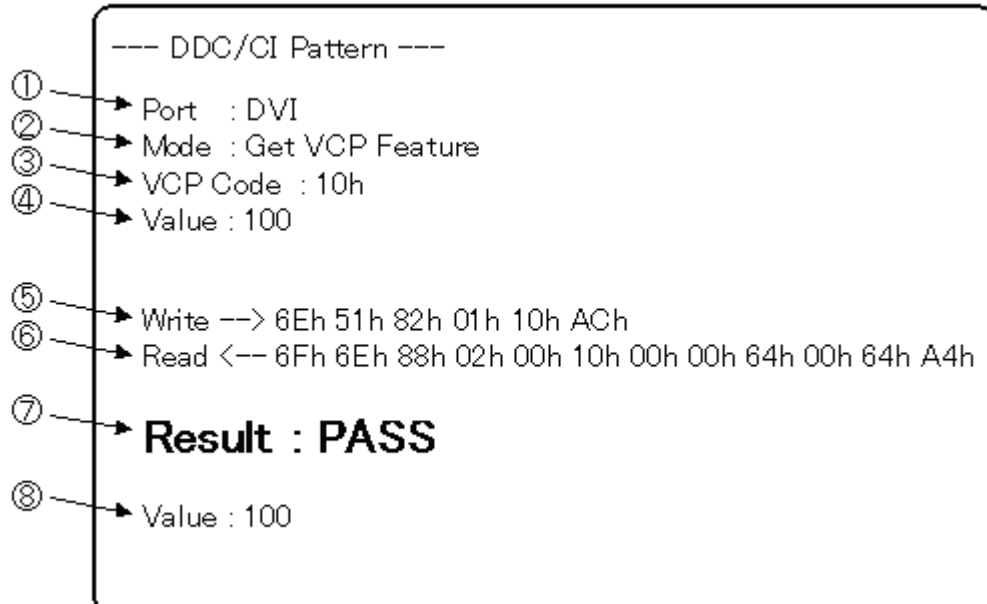 --- DDC/CI Pattern ---
① Port : DVI
② Mode : Get VCP Feature
③ VCP Code : 10h
④ Value : 100
⑤ Write --> 6Eh 51h 82h 01h 10h ACh
⑥ Read <-- 6Fh 6Eh 88h 02h 00h 10h 00h 00h 64h 00h 64h A4h
⑦ Result : PASS
⑧ Value : 100